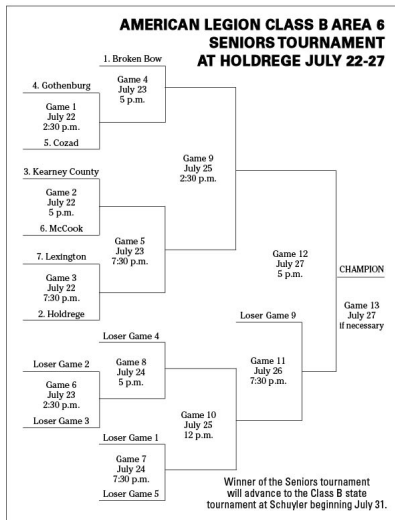 AMERICAN LEGION CLASS B AREA 6
SENIORS TOURNAMENT
AT HOLDREGE JULY 22-27
1. Broken Bow
Game 4
July 23
5 p.m.
4. Gothenburg
Game 1
July 22
2:30 p.m.
5. Cozad
Game 9
July 25
2:30 p.m.
3. Kearney County
Game 2
July 22
5 p.m.
6. McCook
Game 5
July 23
7:30 p.m.
7. Lexington
Game 3
July 22
7:30 p.m.
2. Holdrege
Game 12
July 27
5 p.m.
CHAMPION
Game 13
July 27
if necessary
Loser Game 9
Loser Game 4
Game 8
July 24
5 p.m.
Loser Game 2
Game 6
July 23
2:30 p.m.
Loser Game 3
Game 11
July 26
7:30 p.m.
Game 10
July 25
12 p.m.
Loser Game 1
Game 7
July 24
7:30 p.m.
Loser Game 5
Winner of the Seniors tournament
will advance to the Class B state
tournament at Schuyler beginning July 31.